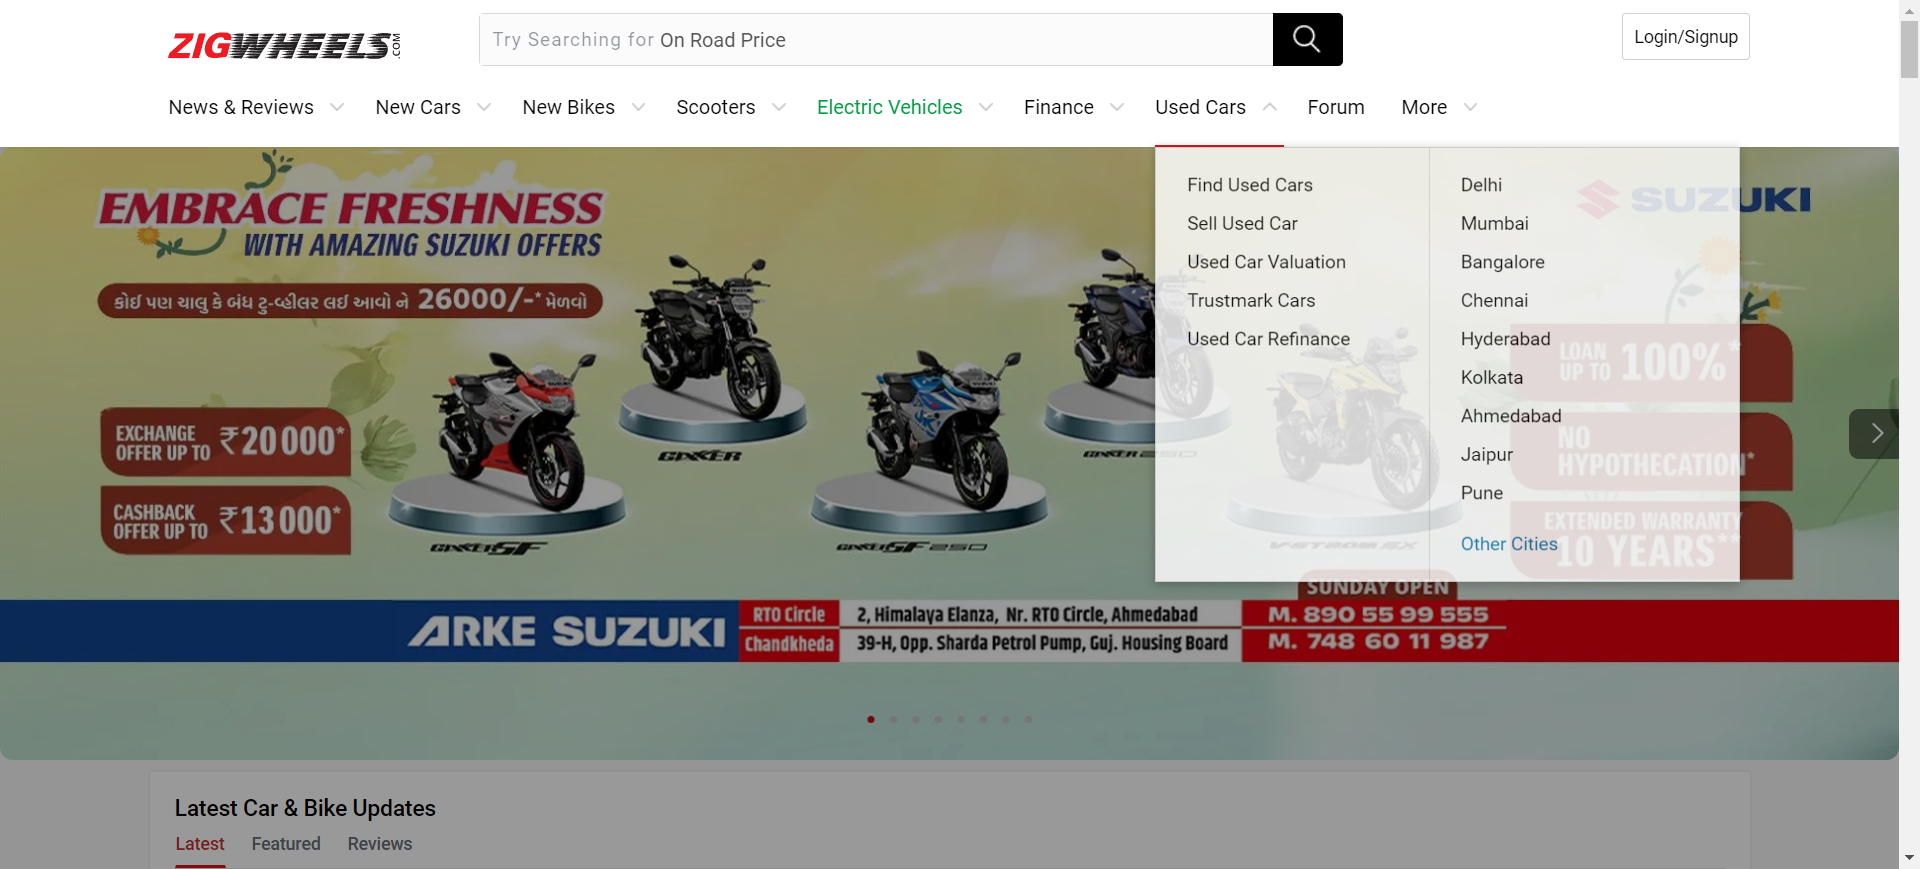 ZIGWHEELS.COM
Try Searching for On Road Price
Login/Signup
News & Reviews
New Cars
New Bikes
Scooters
Electric Vehicles
Finance
Used Cars
Forum
More
Find Used Cars
Sell Used Car
Used Car Valuation
Trustmark Cars
Used Car Refinance
Delhi
Mumbai
Bangalore
Chennai
Hyderabad
Kolkata
Ahmedabad
Jaipur
Pune
Other Cities
EMBRACE FRESHNESS
WITH AMAZING SUZUKI OFFERS
કોઈ પણ ચાલુ કે બંધ ટુ-વ્હીલર લઈ આવો ને 26000/-* મેળવો
EXCHANGE
OFFER UP TO ₹20000*
CASHBACK
OFFER UP TO ₹13000*
GIXXER
GIXXER SF
GIXXER SF 250
GIXXER 250
V-STROM SX
SUZUKI
LOAN
UP TO 100%*
NO
HYPOTHECATION*
EXTENDED WARRANTY
10 YEARS**
SUNDAY OPEN
ARKE SUZUKI
RTO Circle
2, Himalaya Elanza, Nr. RTO Circle, Ahmedabad
M. 890 55 99 555
Chandkheda
39-H, Opp. Sharda Petrol Pump, Guj. Housing Board
M. 748 60 11 987
Latest Car & Bike Updates
Latest
Featured
Reviews